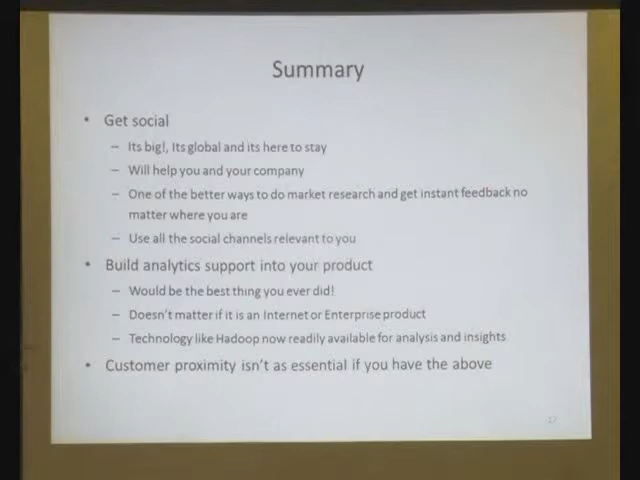 Summary
• Get social
– Its big!, Its global and its here to stay
– Will help you and your company
– One of the better ways to do market research and get instant feedback no
matter where you are
– Use all the social channels relevant to you
• Build analytics support into your product
– Would be the best thing you ever did!
– Doesn't matter if it is an Internet or Enterprise product
– Technology like Hadoop now readily available for analysis and insights
• Customer proximity isn't as essential if you have the above